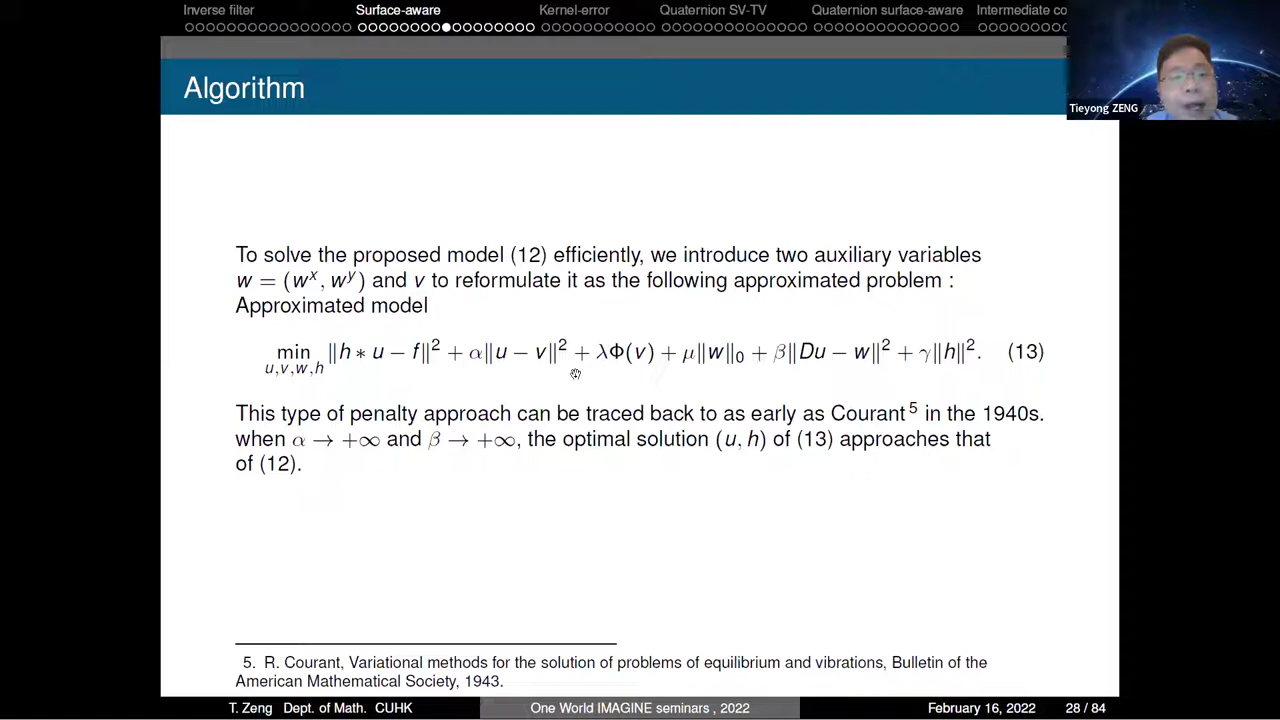 Inverse filter Surface-aware Kernel-error Quaternion SV-TV Quaternion surface-aware Intermediate co
Tieyong ZENG
Algorithm
To solve the proposed model (12) efficiently, we introduce two auxiliary variables
w = (w^x, w^y) and v to reformulate it as the following approximated problem :
Approximated model
min ‖h ∗ u − f‖² + α‖u − v‖² + λΦ(v) + μ‖w‖₀ + β‖Du − w‖² + γ‖h‖². (13)
u,v,w,h
This type of penalty approach can be traced back to as early as Courant⁵ in the 1940s.
when α → +∞ and β → +∞, the optimal solution (u, h) of (13) approaches that
of (12).
5. R. Courant, Variational methods for the solution of problems of equilibrium and vibrations, Bulletin of the
American Mathematical Society, 1943.
T. Zeng Dept. of Math. CUHK One World IMAGINE seminars , 2022 February 16, 2022 28 / 84